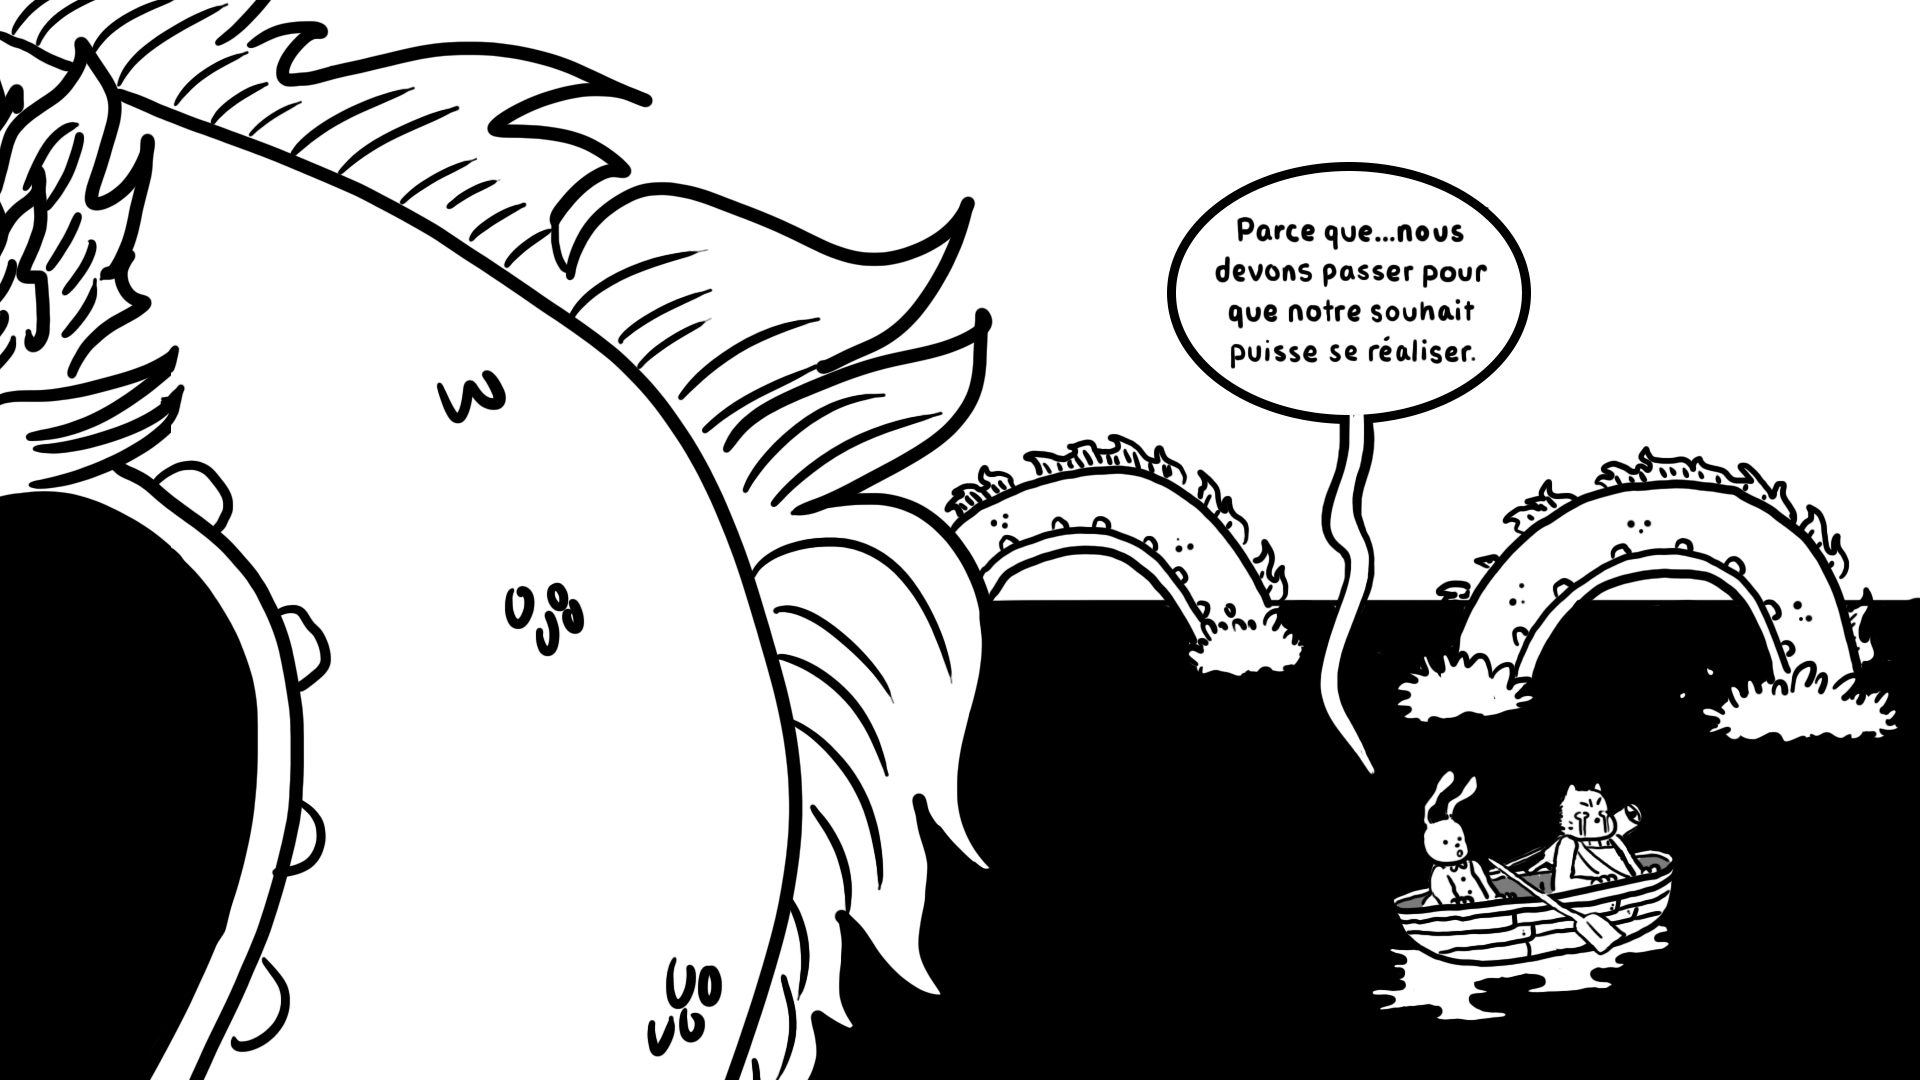 Parce que...nous
devons passer pour
que notre souhait
puisse se réaliser.